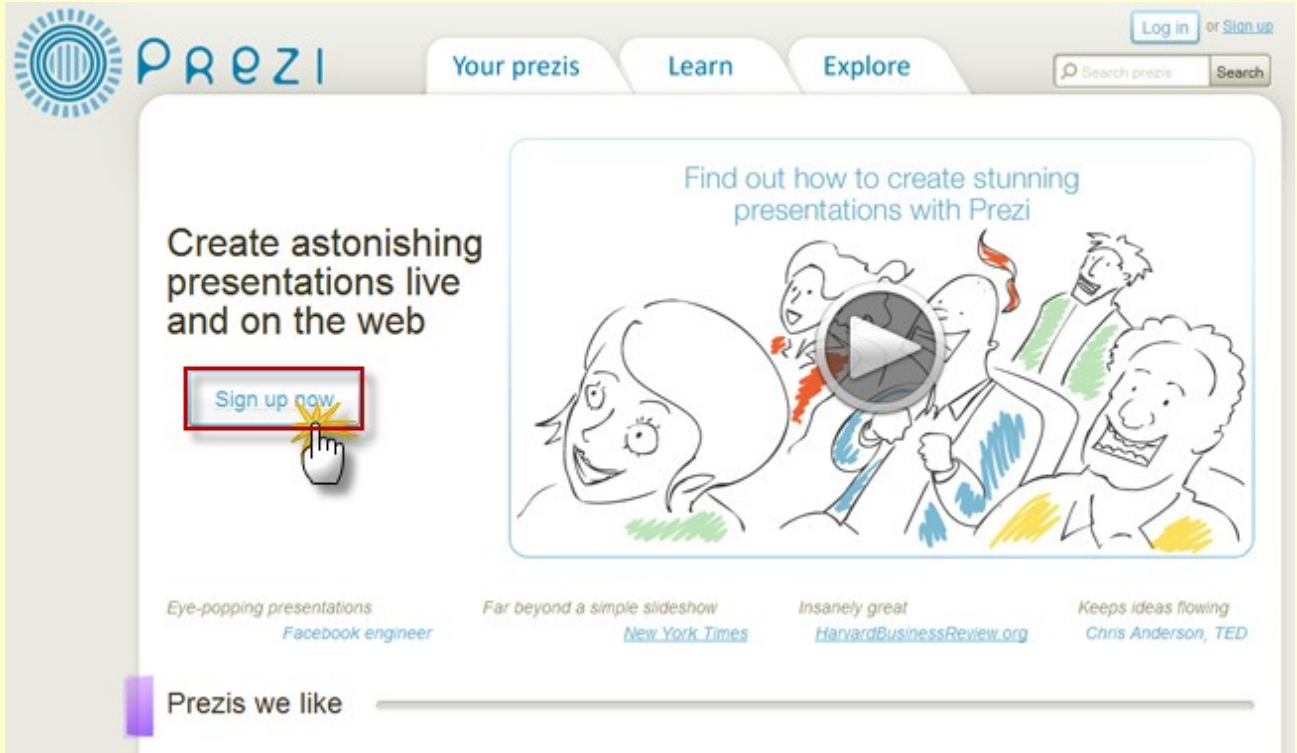 Log in or Sign up
PREZI
Your prezis Learn Explore
Search prezis Search
Find out how to create stunning
presentations with Prezi
Create astonishing
presentations live
and on the web
Sign up now
Eye-popping presentations
Facebook engineer
Far beyond a simple slideshow
New York Times
Insanely great
HarvardBusinessReview.org
Keeps ideas flowing
Chris Anderson, TED
Prezis we like